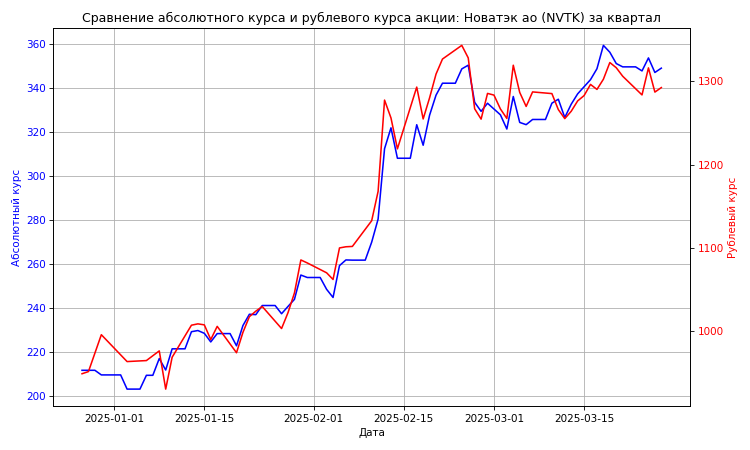 Сравнение абсолютного курса и рублевого курса акции: Новатэк ао (NVTK) за квартал
360
340
320
300
280
260
240
220
200
Абсолютный курс
1300
1200
1100
1000
Рублевый курс
2025-01-01 2025-01-15 2025-02-01 2025-02-15 2025-03-01 2025-03-15
Дата